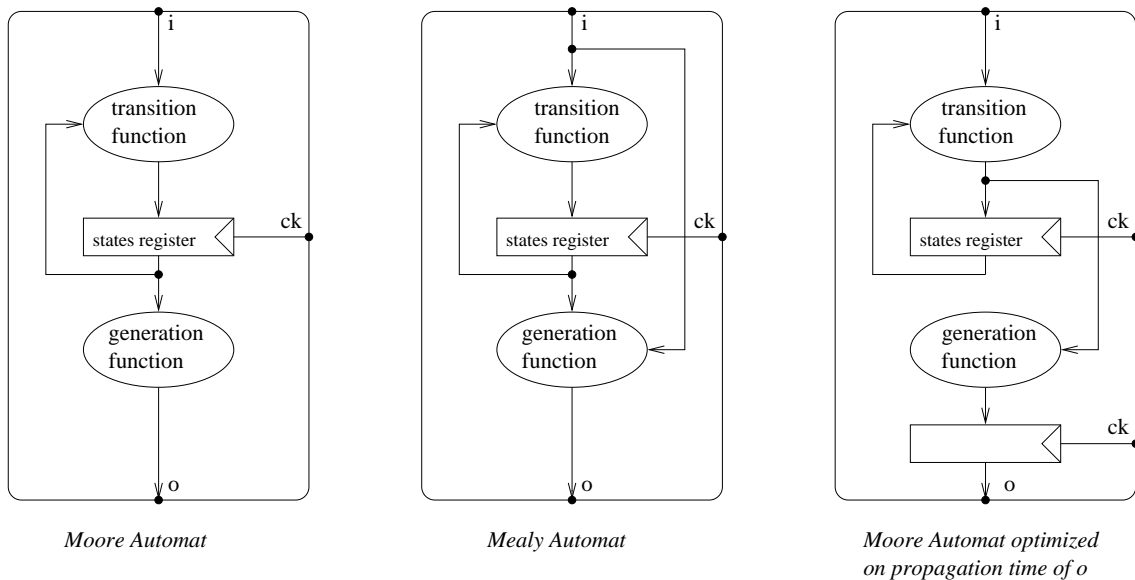 i
transition
function
ck
states register
generation
function
o
Moore Automat
i
transition
function
ck
states register
generation
function
o
Mealy Automat
i
transition
function
ck
states register
generation
function
ck
o
Moore Automat optimized
on propagation time of o